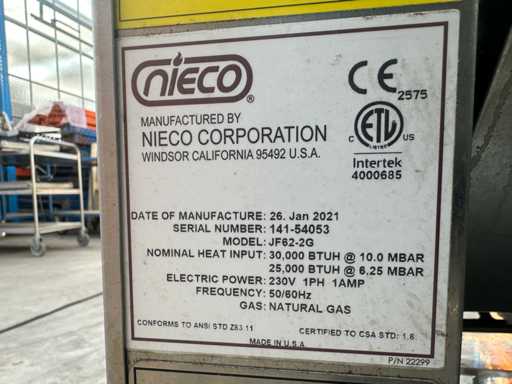 NIECO ®
CE 2575
MANUFACTURED BY
NIECO CORPORATION
WINDSOR CALIFORNIA 95492 U.S.A.
C ETL US
LISTED
Intertek
4000685
DATE OF MANUFACTURE: 26. Jan 2021
SERIAL NUMBER: 141-54053
MODEL: JF62-2G
NOMINAL HEAT INPUT: 30,000 BTUH @ 10.0 MBAR
25,000 BTUH @ 6.25 MBAR
ELECTRIC POWER: 230V 1PH 1AMP
FREQUENCY: 50/60Hz
GAS: NATURAL GAS
CONFORMS TO ANSI STD Z83.11
CERTIFIED TO CSA STD: 1.8
MADE IN U.S.A
P/N 22299